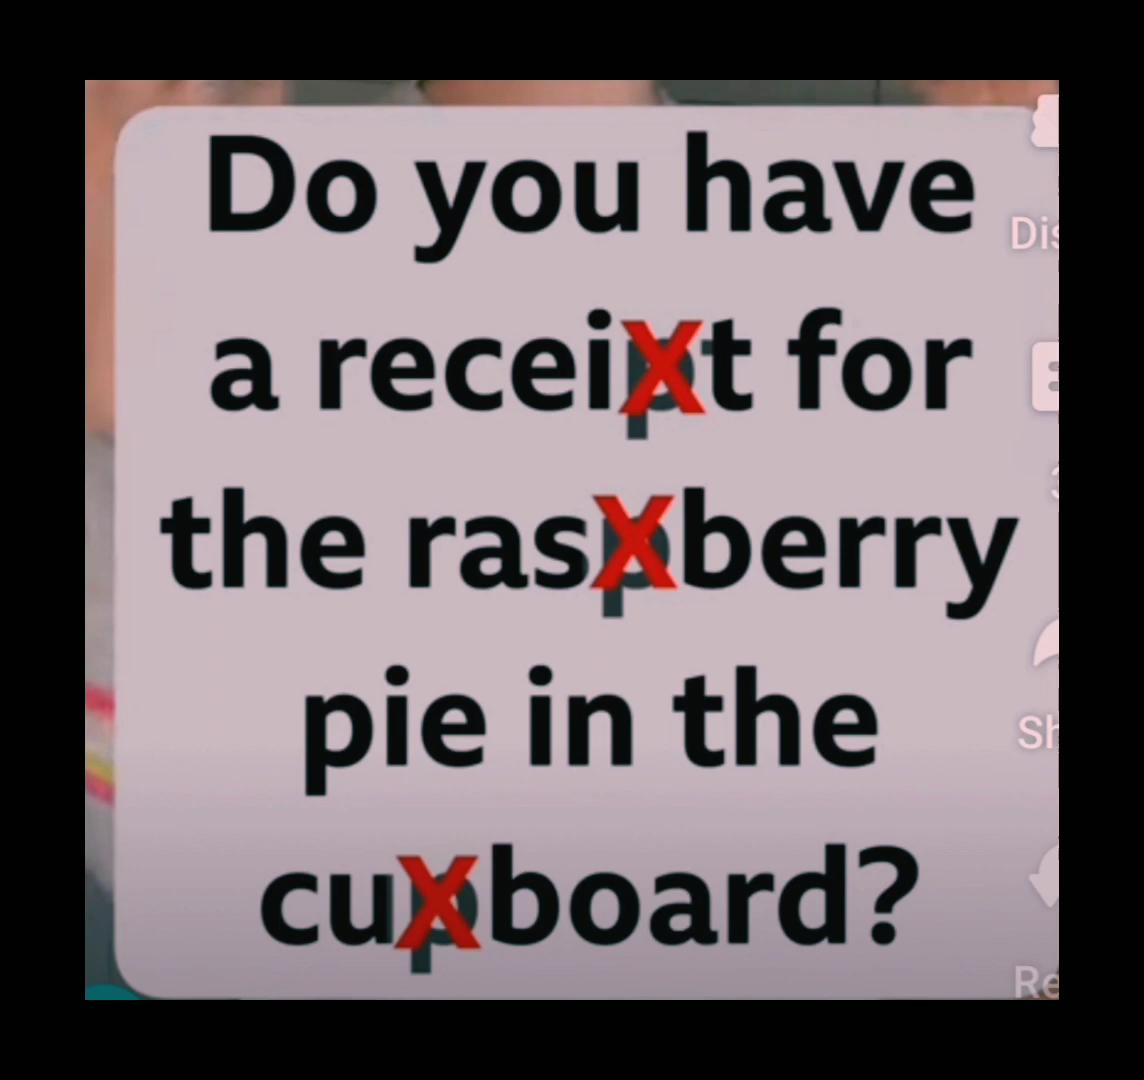 Do you have
a receipt for
the raspberry
pie in the
cupboard?